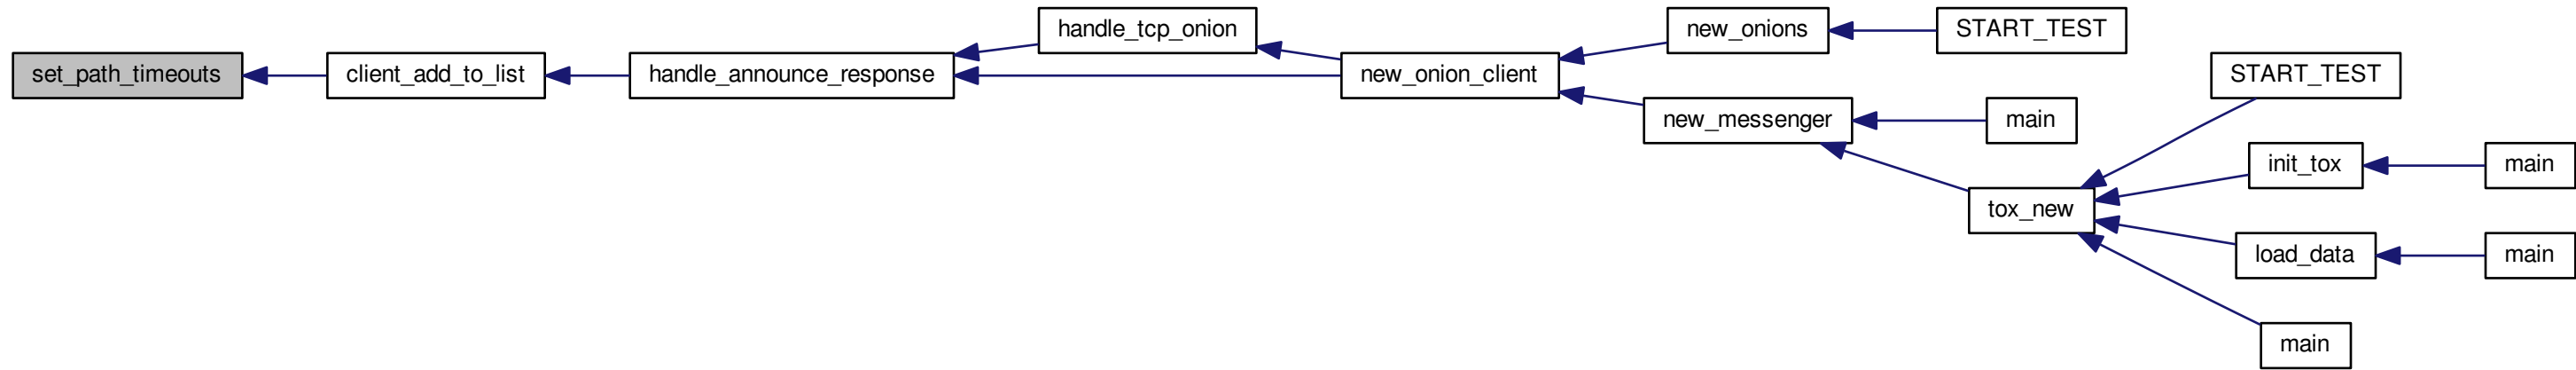 set_path_timeouts
client_add_to_list
handle_announce_response
handle_tcp_onion
new_onion_client
new_onions
START_TEST
new_messenger
main
tox_new
START_TEST
init_tox
main
load_data
main
main